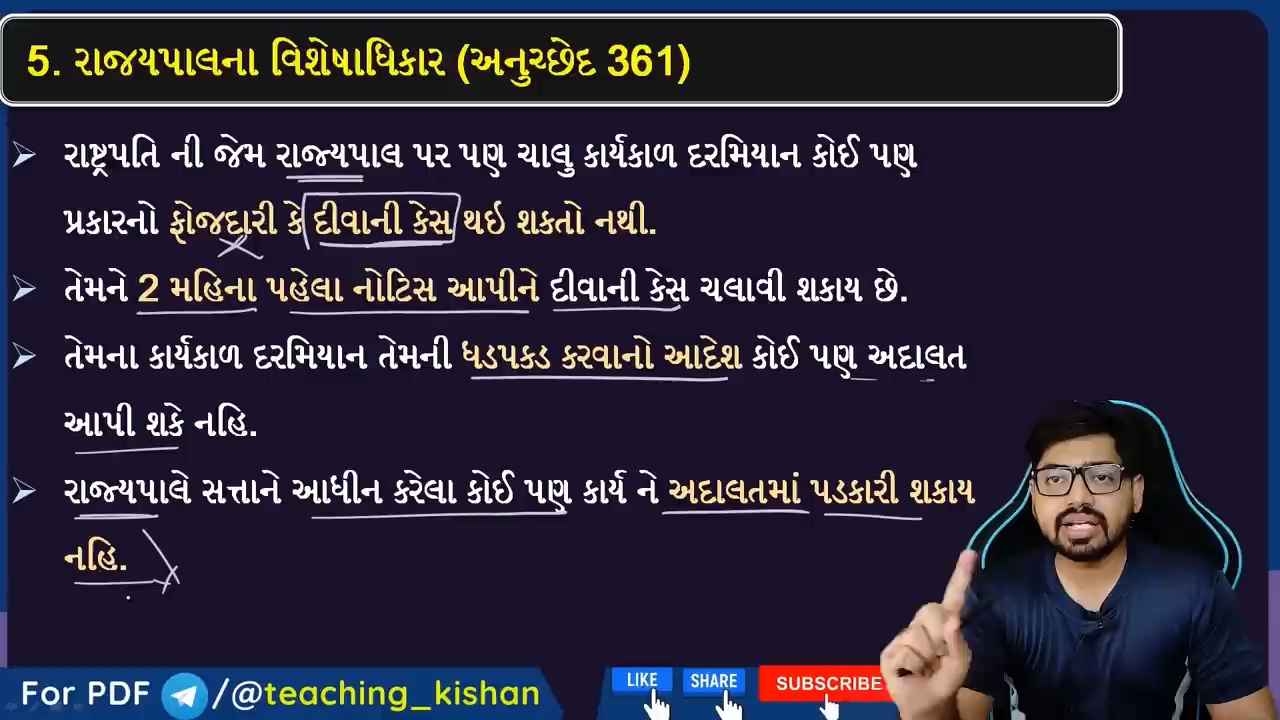 5. રાજયપાલના વિશેષાધિકાર (અનુચ્છેદ 361)
➢ રાષ્ટ્રપતિ ની જેમ રાજ્યપાલ પર પણ ચાલુ કાર્યકાળ દરમિયાન કોઈ પણ
પ્રકારનો ફોજદારી કે દીવાની કેસ થઇ શકતો નથી.
➢ તેમને 2 મહિના પહેલા નોટિસ આપીને દીવાની કેસ ચલાવી શકાય છે.
➢ તેમના કાર્યકાળ દરમિયાન તેમની ધડપકડ કરવાનો આદેશ કોઈ પણ અદાલત
આપી શકે નહિ.
➢ રાજ્યપાલે સત્તાને આધીન કરેલા કોઈ પણ કાર્ય ને અદાલતમાં પડકારી શકાય
નહિ.
For PDF /@teaching_kishan
LIKE SHARE SUBSCRIBE